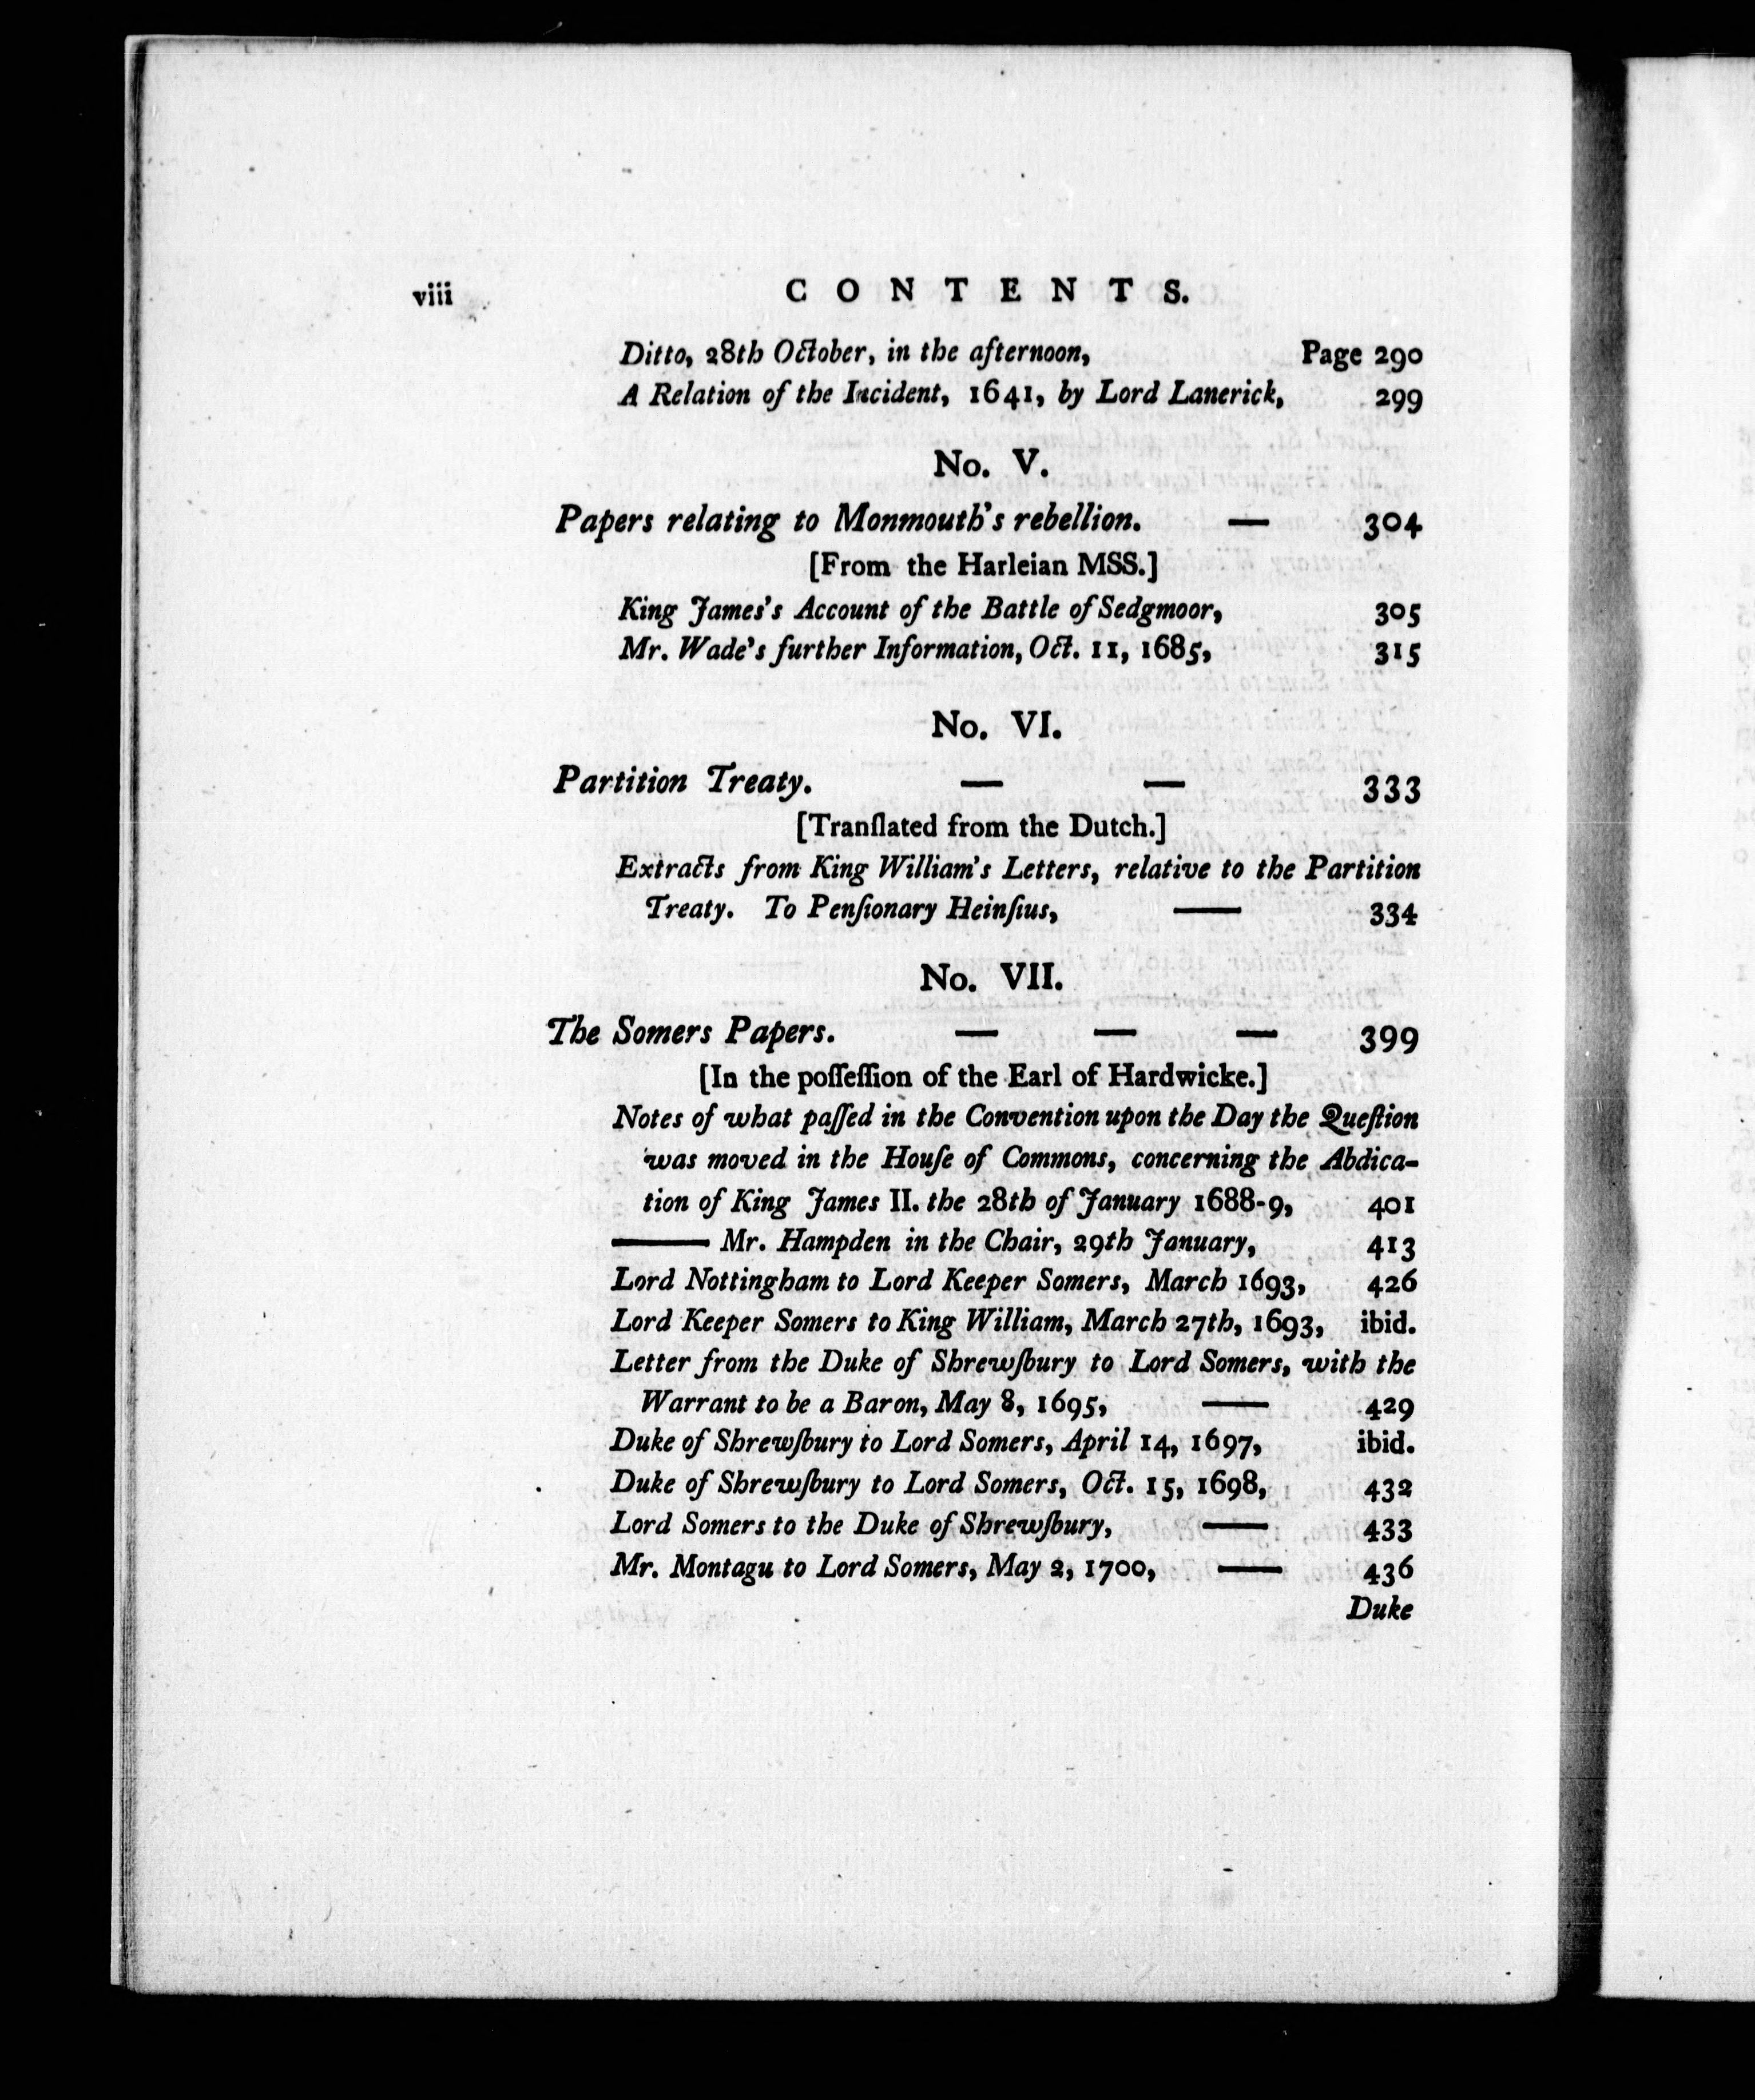 viii CONTENTS.
Ditto, 28th October, in the afternoon, Page 290
A Relation of the Incident, 1641, by Lord Lanerick, 299
No. V.
Papers relating to Monmouth's rebellion. — 304
[From the Harleian MSS.]
King James's Account of the Battle of Sedgmoor, 305
Mr. Wade's further Information, Oct. 11, 1685, 315
No. VI.
Partition Treaty. — — 333
[Tranſlated from the Dutch.]
Extracts from King William's Letters, relative to the Partition
Treaty. To Penſionary Heinſius, — 334
No. VII.
The Somers Papers. — — — 399
[In the poſſeſſion of the Earl of Hardwicke.]
Notes of what paſſed in the Convention upon the Day the Queſtion
was moved in the Houſe of Commons, concerning the Abdica-
tion of King James II. the 28th of January 1688-9, 401
—— Mr. Hampden in the Chair, 29th January, 413
Lord Nottingham to Lord Keeper Somers, March 1693, 426
Lord Keeper Somers to King William, March 27th, 1693, ibid.
Letter from the Duke of Shrewſbury to Lord Somers, with the
Warrant to be a Baron, May 8, 1695, — 429
Duke of Shrewſbury to Lord Somers, April 14, 1697, ibid.
Duke of Shrewſbury to Lord Somers, Oct. 15, 1698, 432
Lord Somers to the Duke of Shrewſbury, — 433
Mr. Montagu to Lord Somers, May 2, 1700, — 436
Duke